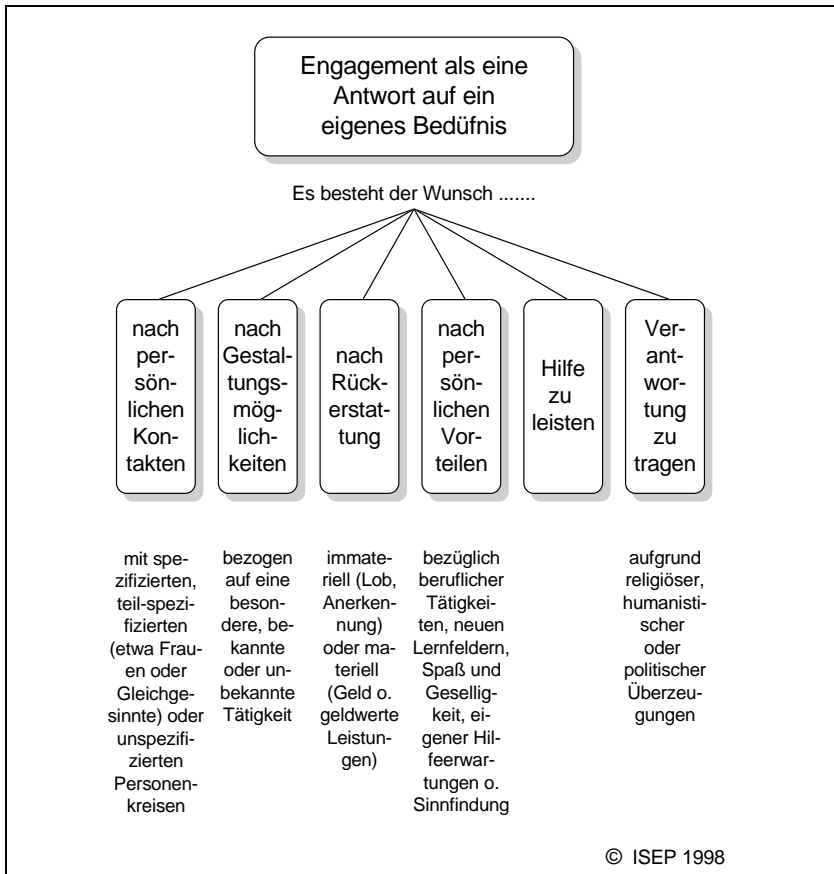 Engagement als eine
Antwort auf ein
eigenes Bedüfnis
Es besteht der Wunsch .......
nach
per-
sön-
lichen
Kon-
takten
nach
Gestal-
tungs-
mög-
lich-
keiten
nach
Rück-
erstat-
tung
nach
per-
sön-
lichen
Vor-
teilen
Hilfe
zu
leisten
Ver-
ant-
wor-
tung
zu
tragen
mit spe-
zifizierten,
teil-spezi-
fizierten
(etwa Frau-
en oder
Gleichge-
sinnte) oder
unspezifi-
zierten
Personen-
kreisen
bezogen
auf eine
beson-
dere, be-
kannte
oder un-
bekannte
Tätigkeit
immate-
riell (Lob,
Anerken-
nung)
oder ma-
teriell
(Geld o.
geldwerte
Leistun-
gen)
bezüglich
beruflicher
Tätigkei-
ten, neuen
Lernfeldern,
Spaß und
Gesellig-
keit, ei-
gener Hil-
feerwar-
tungen o.
Sinnfindung
aufgrund
religiöser,
humanisti-
scher
oder
politischer
Überzeu-
gungen
© ISEP 1998